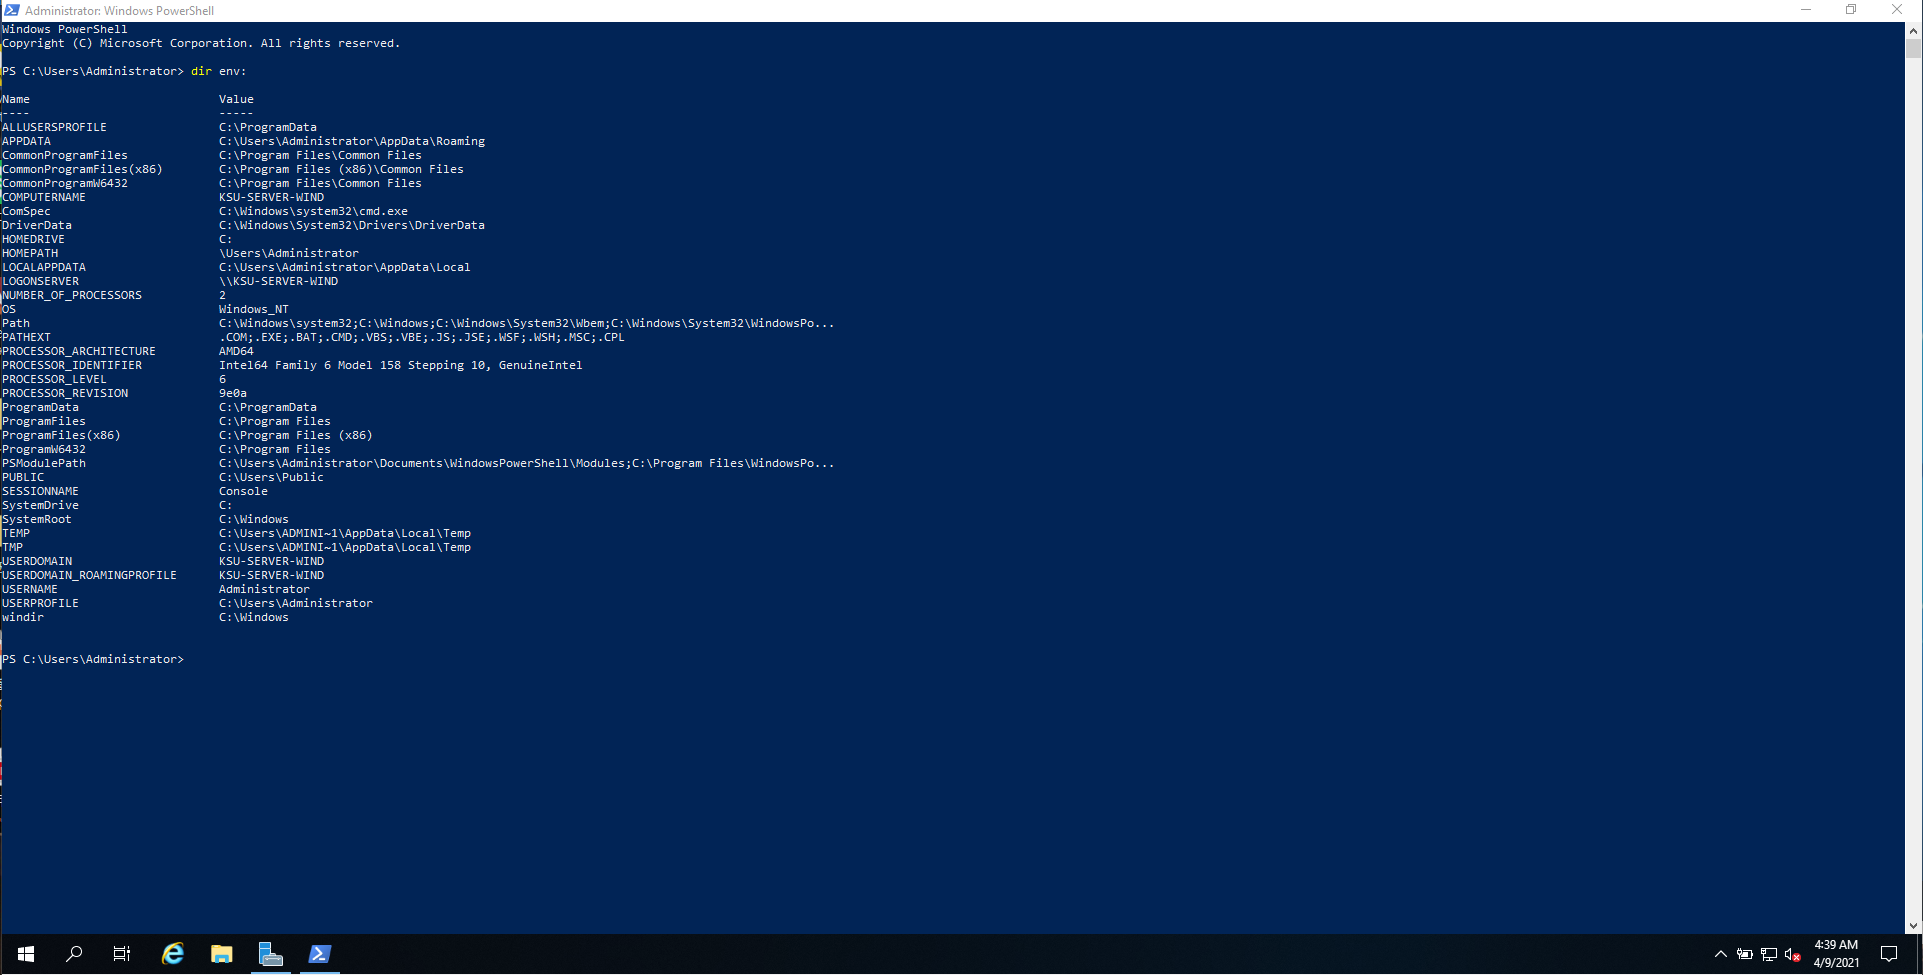 Administrator: Windows PowerShell
Windows PowerShell
Copyright (C) Microsoft Corporation. All rights reserved.
PS C:\Users\Administrator> dir env:
Name Value
---- -----
ALLUSERSPROFILE C:\ProgramData
APPDATA C:\Users\Administrator\AppData\Roaming
CommonProgramFiles C:\Program Files\Common Files
CommonProgramFiles(x86) C:\Program Files (x86)\Common Files
CommonProgramW6432 C:\Program Files\Common Files
COMPUTERNAME KSU-SERVER-WIND
ComSpec C:\Windows\system32\cmd.exe
DriverData C:\Windows\System32\Drivers\DriverData
HOMEDRIVE C:
HOMEPATH \Users\Administrator
LOCALAPPDATA C:\Users\Administrator\AppData\Local
LOGONSERVER \\KSU-SERVER-WIND
NUMBER_OF_PROCESSORS 2
OS Windows_NT
Path C:\Windows\system32;C:\Windows;C:\Windows\System32\Wbem;C:\Windows\System32\WindowsPo...
PATHEXT .COM;.EXE;.BAT;.CMD;.VBS;.VBE;.JS;.JSE;.WSF;.WSH;.MSC;.CPL
PROCESSOR_ARCHITECTURE AMD64
PROCESSOR_IDENTIFIER Intel64 Family 6 Model 158 Stepping 10, GenuineIntel
PROCESSOR_LEVEL 6
PROCESSOR_REVISION 9e0a
ProgramData C:\ProgramData
ProgramFiles C:\Program Files
ProgramFiles(x86) C:\Program Files (x86)
ProgramW6432 C:\Program Files
PSModulePath C:\Users\Administrator\Documents\WindowsPowerShell\Modules;C:\Program Files\WindowsPo...
PUBLIC C:\Users\Public
SESSIONNAME Console
SystemDrive C:
SystemRoot C:\Windows
TEMP C:\Users\ADMINI~1\AppData\Local\Temp
TMP C:\Users\ADMINI~1\AppData\Local\Temp
USERDOMAIN KSU-SERVER-WIND
USERDOMAIN_ROAMINGPROFILE KSU-SERVER-WIND
USERNAME Administrator
USERPROFILE C:\Users\Administrator
windir C:\Windows
PS C:\Users\Administrator>
4:39 AM
4/9/2021